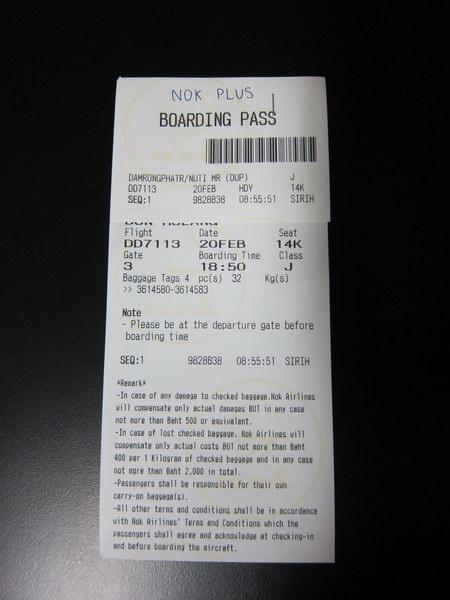 NOK PLUS
BOARDING PASS
DAMRONGPHATR/NUTI MR (DUP) J
DD7113 20FEB HDY 14K
SEQ:1 9828838 08:55:51 SIRIH
Flight Date Seat
DD7113 20FEB 14K
Gate Boarding Time Class
3 18:50 J
Baggage Tags 4 pc(s) 32 Kg(s)
>> 3614580-3614583
Note
- Please be at the departure gate before
boarding time
SEQ:1 9828838 08:55:51 SIRIH
*Remark*
-In case of any damage to checked baggage.Nok Airlines
will compensate only actual damages BUT in any case
not more than Baht 500 or equivalent.
-In case of lost checked baggage. Nok Airlines will
compensate only actual costs BUT not more than Baht
400 per 1 Kilogram of checked baggage and in any case
not more than Baht 2,000 in total.
-Passengers shall be responsible for their own
carry-on baggage(s).
-All other terms and conditions shall be in accordance
with Nok Airlines' Terms and Conditions which the
passengers shall agree and acknowledge at checking-in
and before boarding the aircraft.